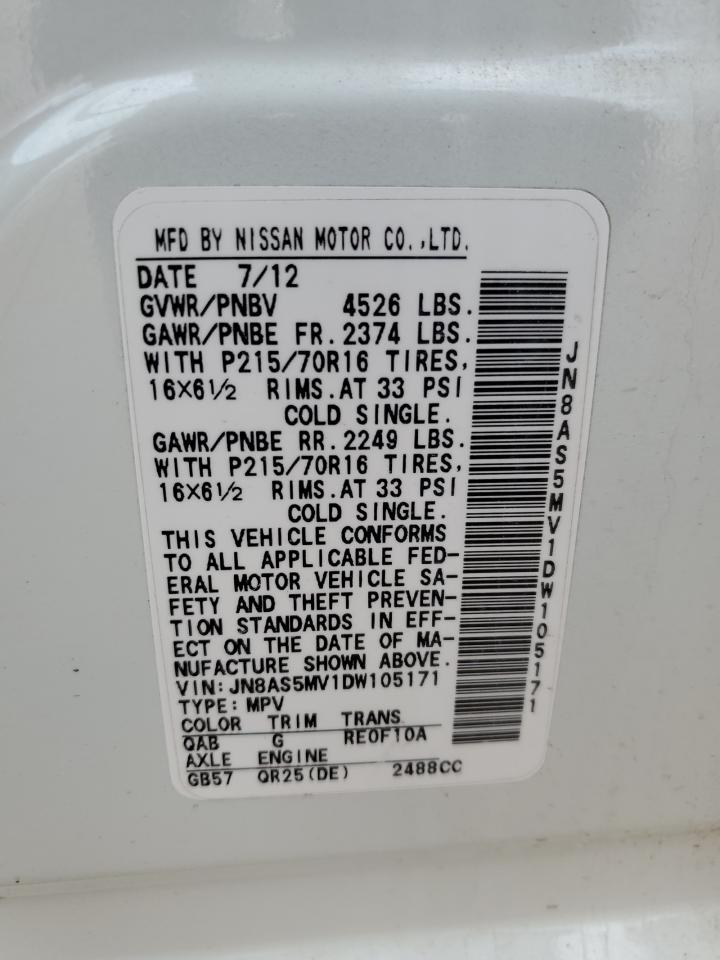 MFD BY NISSAN MOTOR CO.,LTD.
DATE 7/12
GVWR/PNBV 4526 LBS.
GAWR/PNBE FR. 2374 LBS.
WITH P215/70R16 TIRES,
16X6½ RIMS. AT 33 PSI
COLD SINGLE.
GAWR/PNBE RR. 2249 LBS.
WITH P215/70R16 TIRES,
16X6½ RIMS. AT 33 PSI
COLD SINGLE.
THIS VEHICLE CONFORMS
TO ALL APPLICABLE FED-
ERAL MOTOR VEHICLE SA-
FETY AND THEFT PREVEN-
TION STANDARDS IN EFF-
ECT ON THE DATE OF MA-
NUFACTURE SHOWN ABOVE.
VIN: JN8AS5MV1DW105171
TYPE: MPV
COLOR TRIM TRANS
QAB G RE0F10A
AXLE ENGINE
GB57 QR25(DE) 2488CC
JN8AS5MV1DW105171